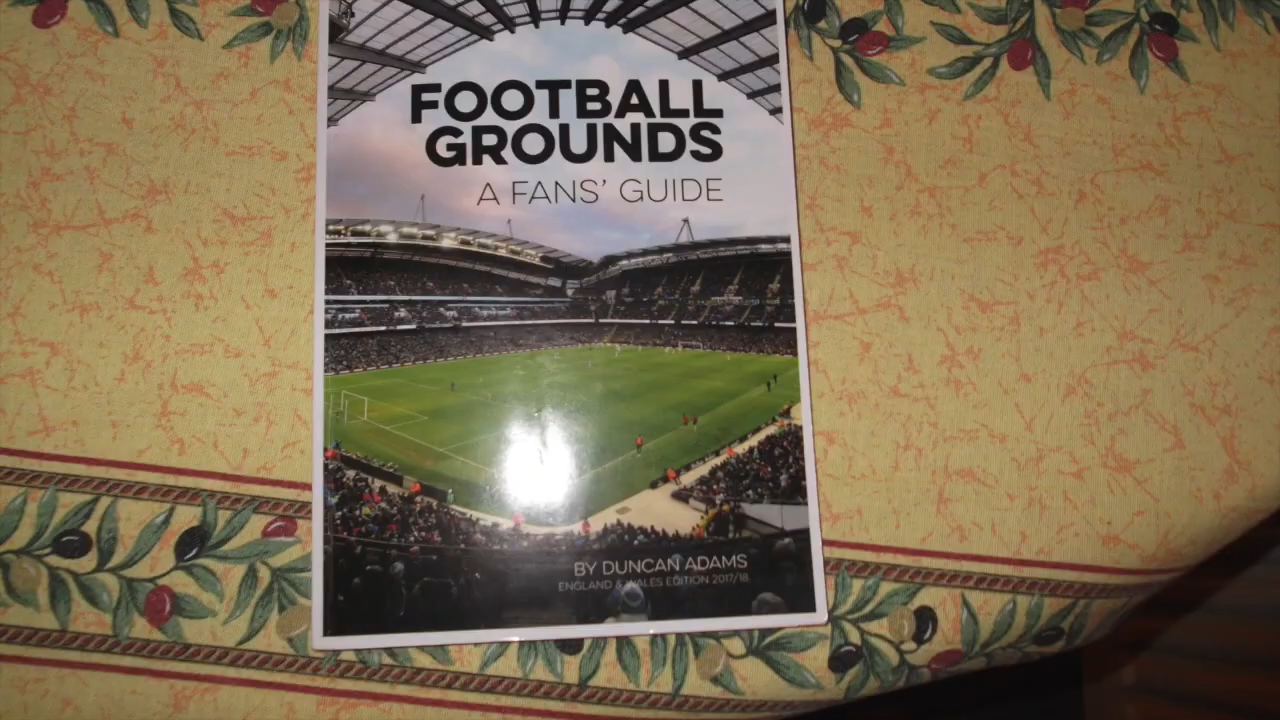 FOOTBALL
GROUNDS
A FANS' GUIDE
BY DUNCAN ADAMS
ENGLAND & WALES EDITION 2017/18